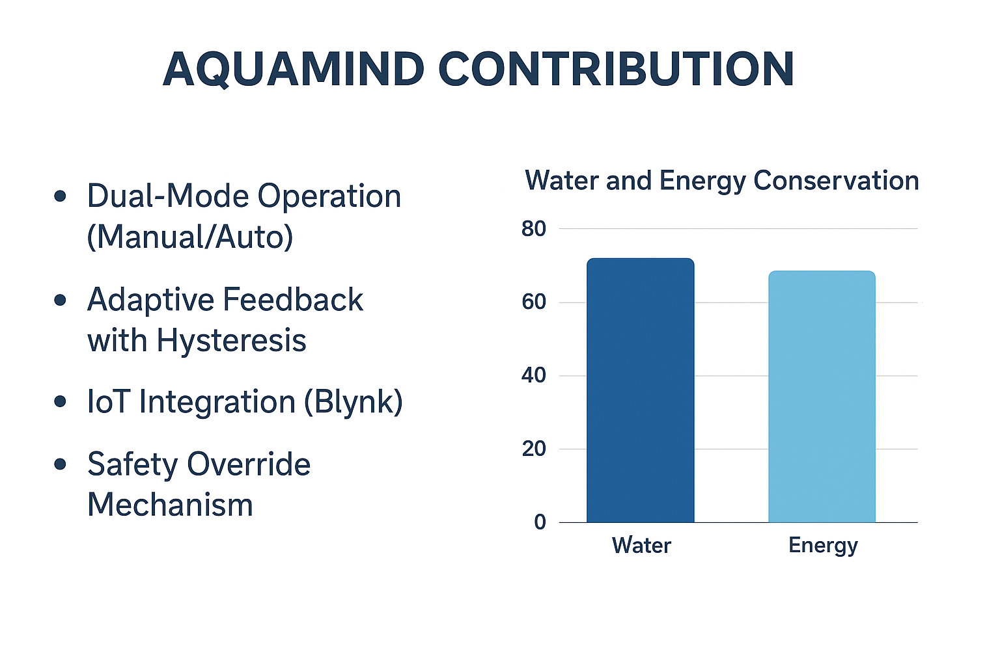 AQUAMIND CONTRIBUTION
• Dual-Mode Operation
(Manual/Auto)
• Adaptive Feedback
with Hysteresis
• IoT Integration (Blynk)
• Safety Override
Mechanism
Water and Energy Conservation
80
60
40
20
0
Water
Energy